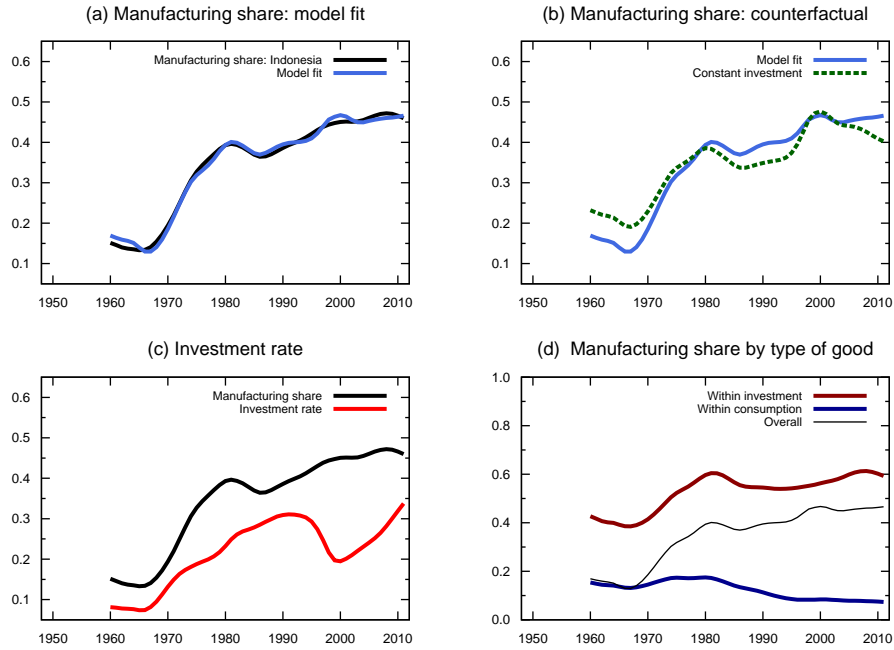 (a) Manufacturing share: model fit
Manufacturing share: Indonesia
Model fit
0.6
0.5
0.4
0.3
0.2
0.1
1950 1960 1970 1980 1990 2000 2010
(b) Manufacturing share: counterfactual
Model fit
Constant investment
0.6
0.5
0.4
0.3
0.2
0.1
1950 1960 1970 1980 1990 2000 2010
(c) Investment rate
Manufacturing share
Investment rate
0.6
0.5
0.4
0.3
0.2
0.1
1950 1960 1970 1980 1990 2000 2010
(d) Manufacturing share by type of good
Within investment
Within consumption
Overall
1.0
0.8
0.6
0.4
0.2
0.0
1950 1960 1970 1980 1990 2000 2010